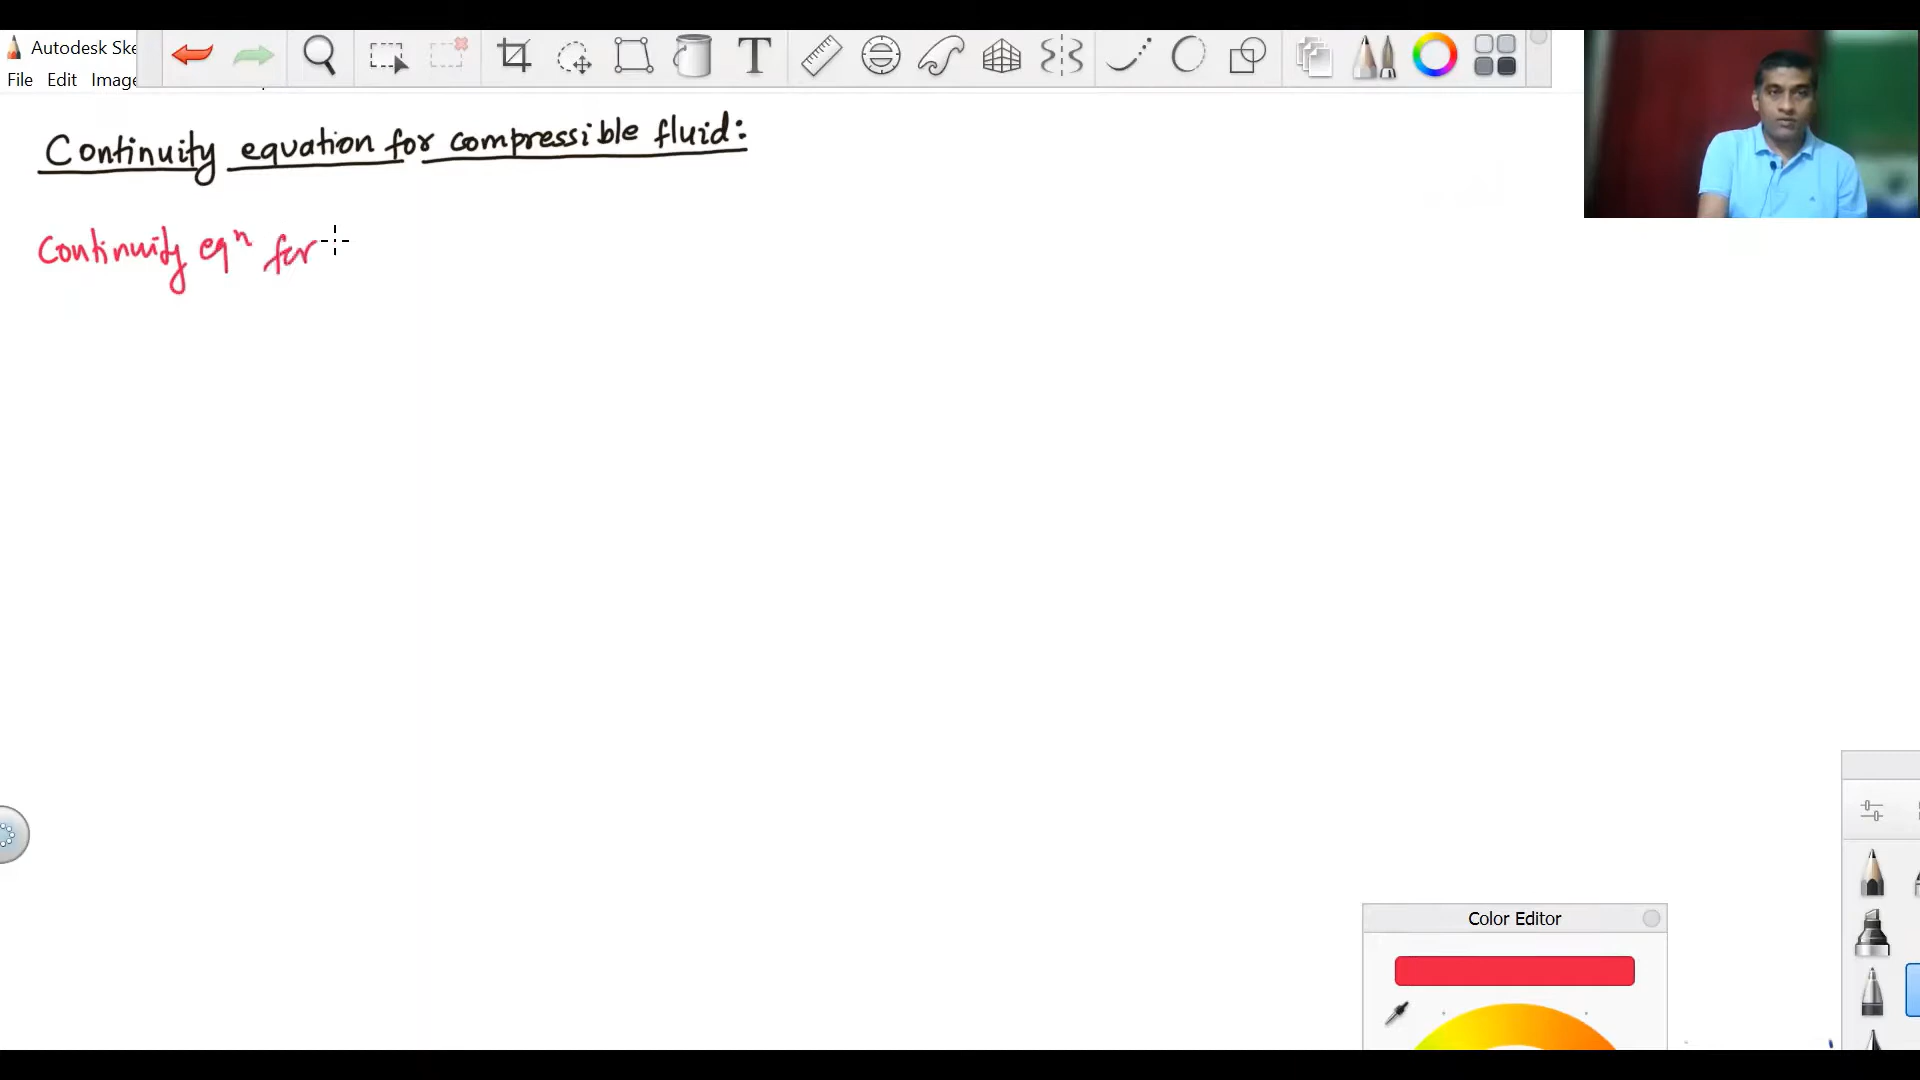 Autodesk Ske
File Edit Image
Continuity equation for compressible fluid:
Continuity eqⁿ for
Color Editor